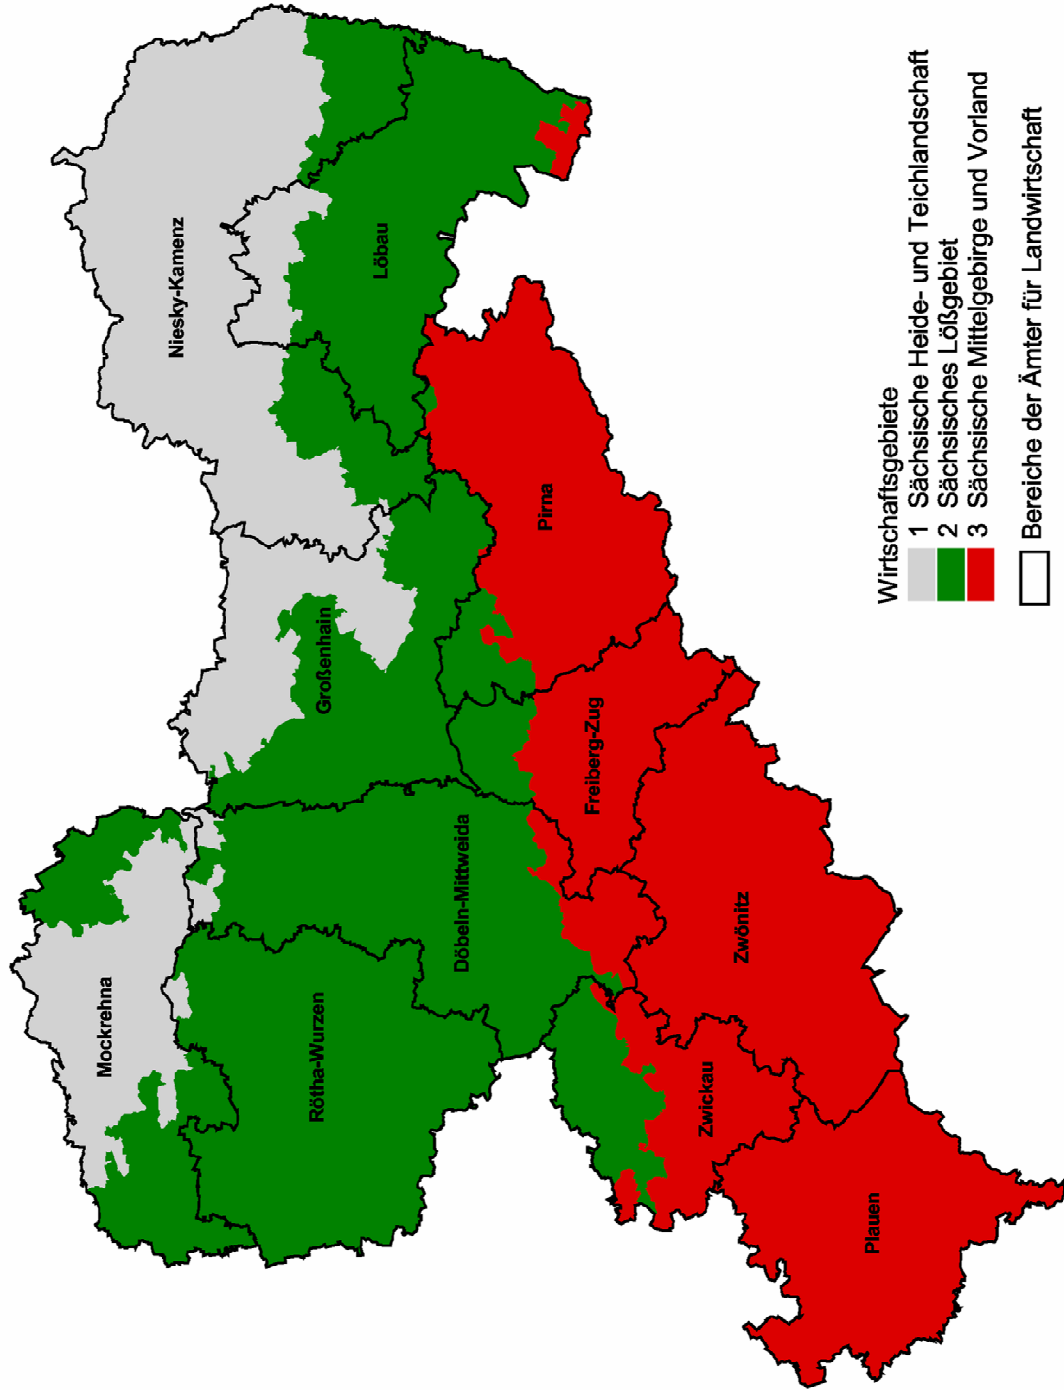 Mockrehna
Niesky-Kamenz
Rötha-Wurzen
Großenhain
Löbau
Döbeln-Mittweida
Pirna
Freiberg-Zug
Zwickau
Zwönitz
Plauen
Wirtschaftsgebiete
1 Sächsische Heide- und Teichlandschaft
2 Sächsisches Lößgebiet
3 Sächsische Mittelgebirge und Vorland
Bereiche der Ämter für Landwirtschaft